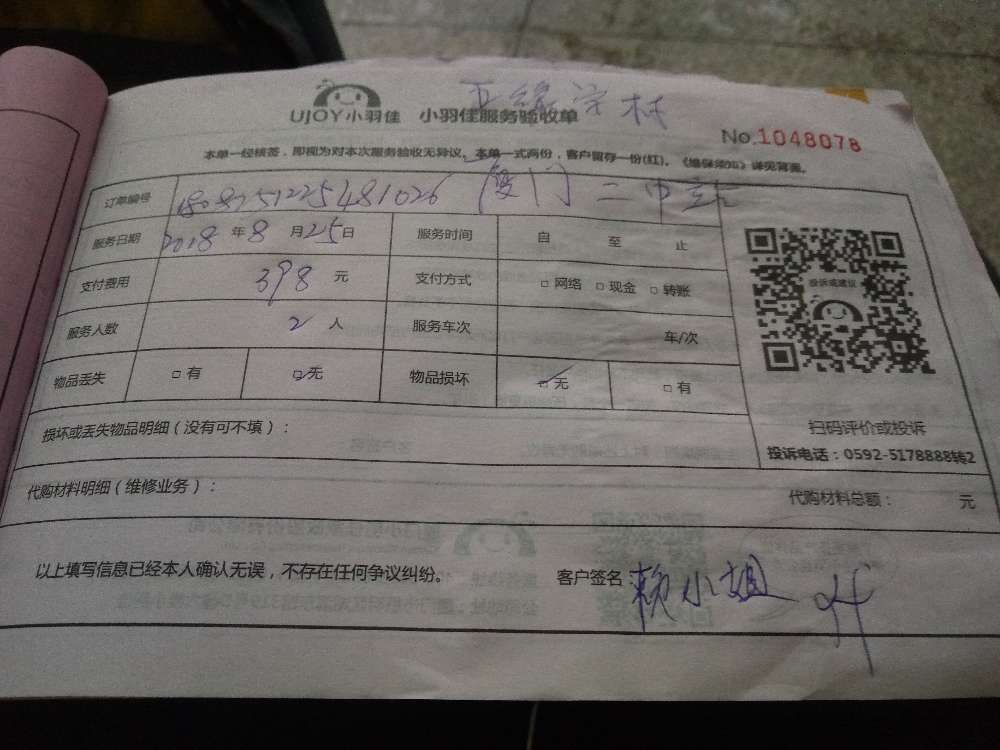 UJOY小羽佳 小羽佳服务验收单
No.1048078
本单一经核签，即视为对本次服务验收无异议。本单一式两份，客户留存一份(红)。《维保须知》详见背面。
订单编号 厦门二中
服务日期 2018 年 8 月 25 日 服务时间 自 至 止
投诉或建议
支付费用 398 元 支付方式 □ 网络 □ 现金 □ 转账
服务人数 2 人 服务车次 车/次
物品丢失 □ 有 □ 无 物品损坏 □ 无 □ 有
扫码评价或投诉
损坏或丢失物品明细（没有可不填）：
投诉电话：0592-5178888转2
代购材料明细（维修业务）： 代购材料总额： 元
以上填写信息已经本人确认无误，不存在任何争议纠纷。 客户签名： 赖小姐